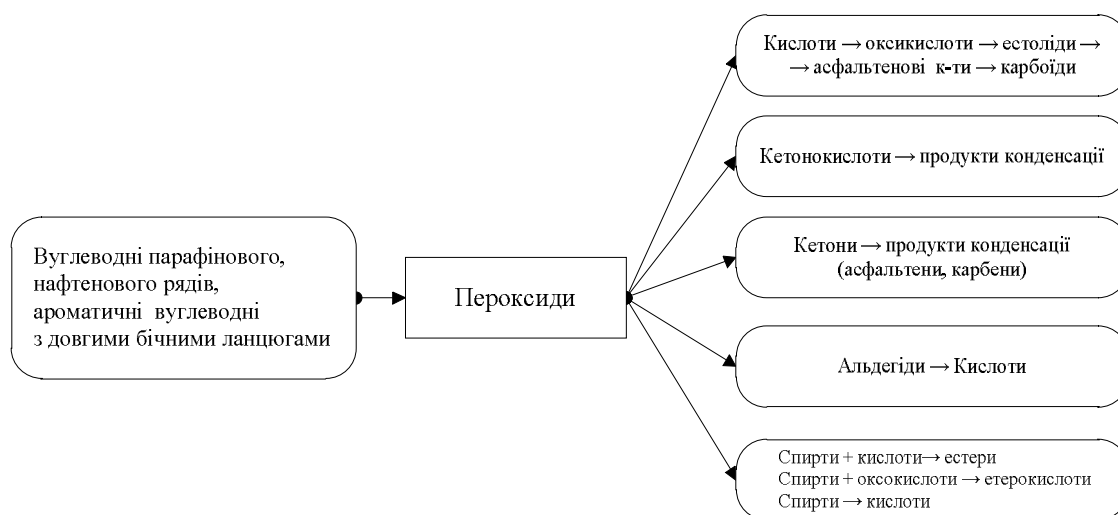 Вуглеводні парафінового,
нафтенового рядів,
ароматичні вуглеводні
з довгими бічними ланцюгами
Пероксиди
Кислоти → оксикислоти → естоліди →
→ асфальтенові к-ти → карбоїди
Кетонокислоти → продукти конденсації
Кетони → продукти конденсації
(асфальтени, карбени)
Альдегіди → Кислоти
Спирти + кислоти → естери
Спирти + оксокислоти → етерокислоти
Спирти → кислоти